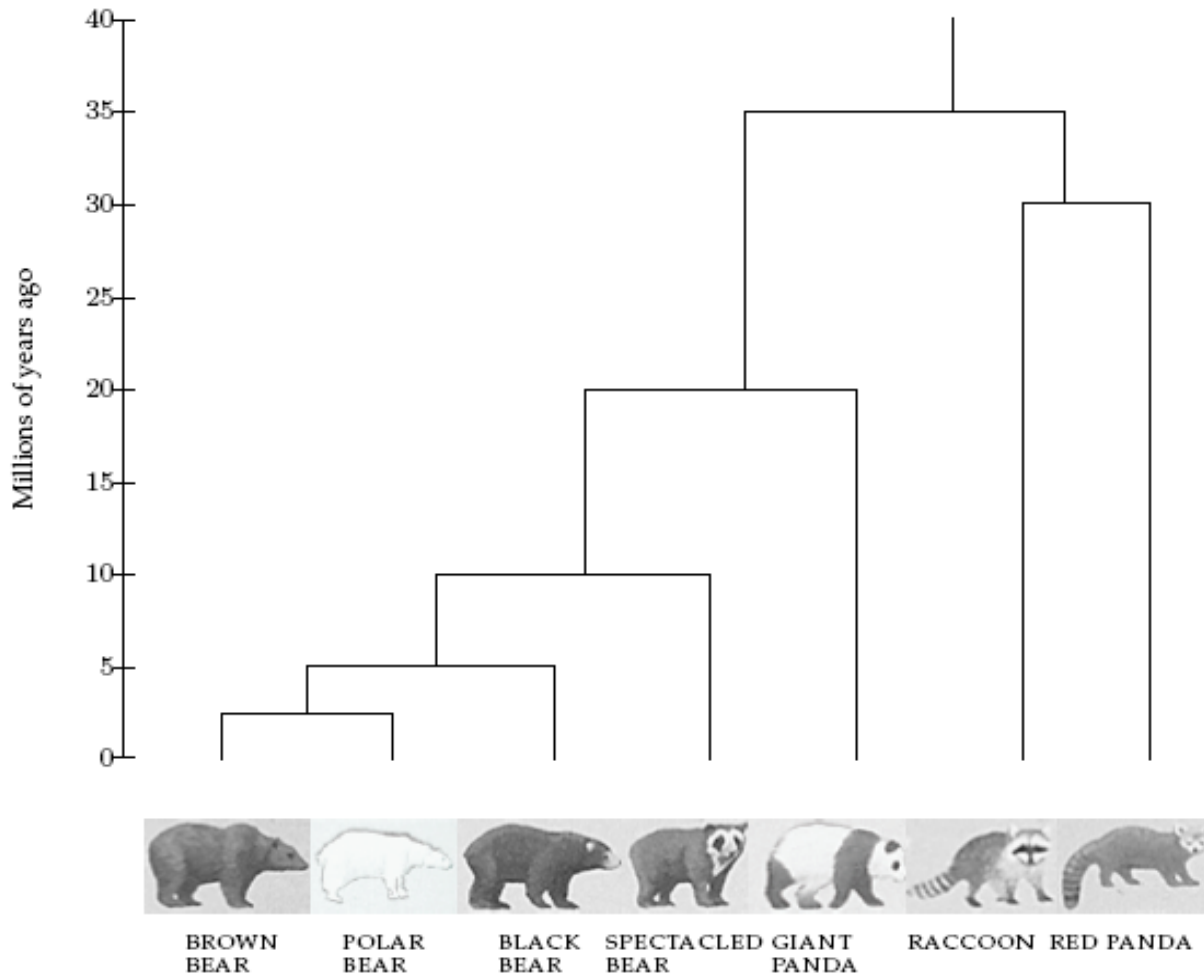 40
35
30
25
20
15
10
5
0
Millions of years ago
BROWN BEAR
POLAR BEAR
BLACK BEAR
SPECTACLED BEAR
GIANT PANDA
RACCOON
RED PANDA